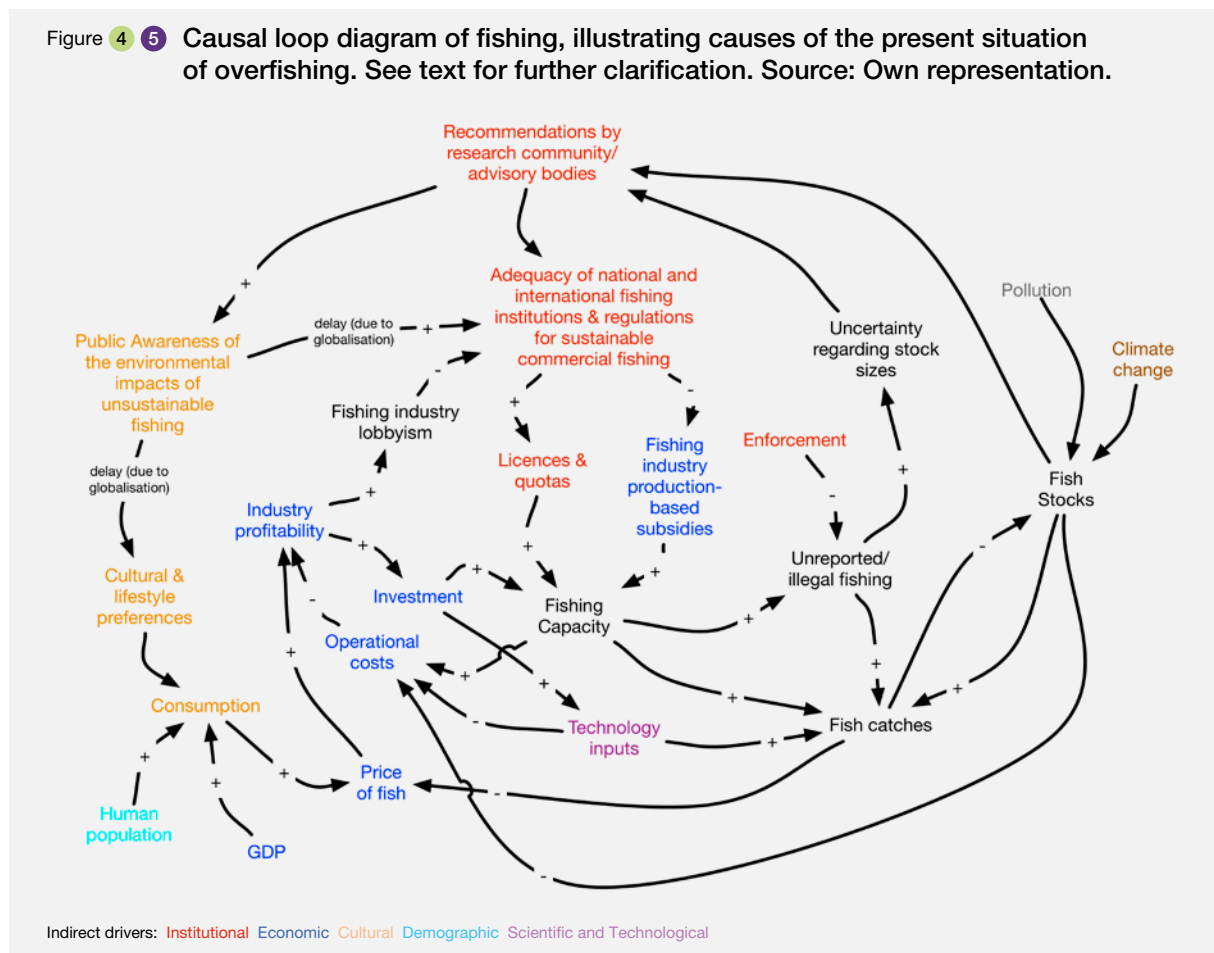 Figure 4 5 Causal loop diagram of fishing, illustrating causes of the present situation
of overfishing. See text for further clarification. Source: Own representation.
Recommendations by
research community/
advisory bodies
+
Adequacy of national and
international fishing
institutions & regulations
for sustainable
commercial fishing
Pollution
Public Awareness of
the environmental
impacts of
unsustainable
fishing
delay (due to
globalisation)
+
-
Uncertainty
regarding stock
sizes
Climate
change
Fishing industry
lobbyism
+
-
Enforcement
Fishing
industry
production-
based
subsidies
Licences &
quotas
delay (due to
globalisation)
+
-
+
Fish
Stocks
Industry
profitability
+
+
+
-
Unreported/
illegal fishing
Cultural &
lifestyle
preferences
Investment
+
+
Fishing
Capacity
-
+
Operational
costs
+
+
+
+
+
+
Consumption
-
Technology
inputs
+
Fish catches
+
+
+
Price
of fish
-
Human
population
GDP
-
Indirect drivers: Institutional Economic Cultural Demographic Scientific and Technological